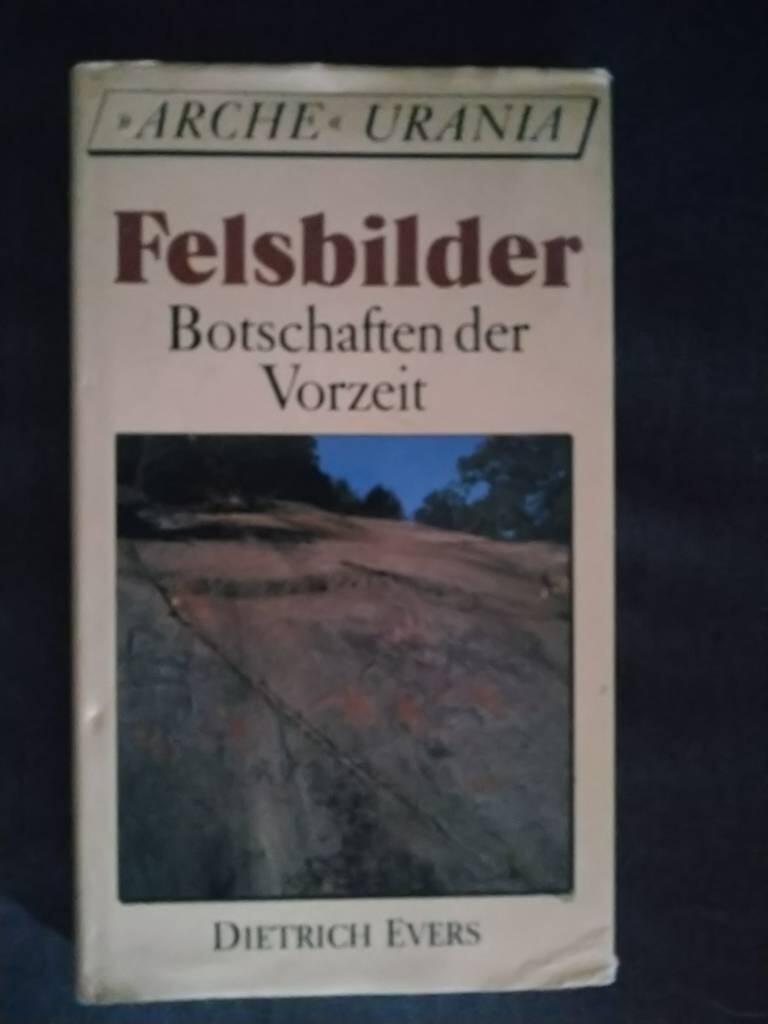 »ARCHE« URANIA
Felsbilder
Botschaften der
Vorzeit
DIETRICH EVERS